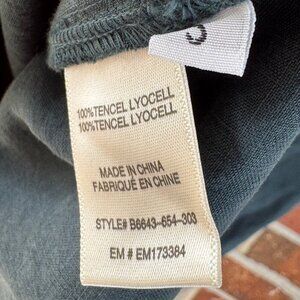 100%TENCEL LYOCELL
100%TENCEL LYOCELL
MADE IN CHINA
FABRIQUÉ EN CHINE
STYLE# B6643-654-303
EM # EM173384